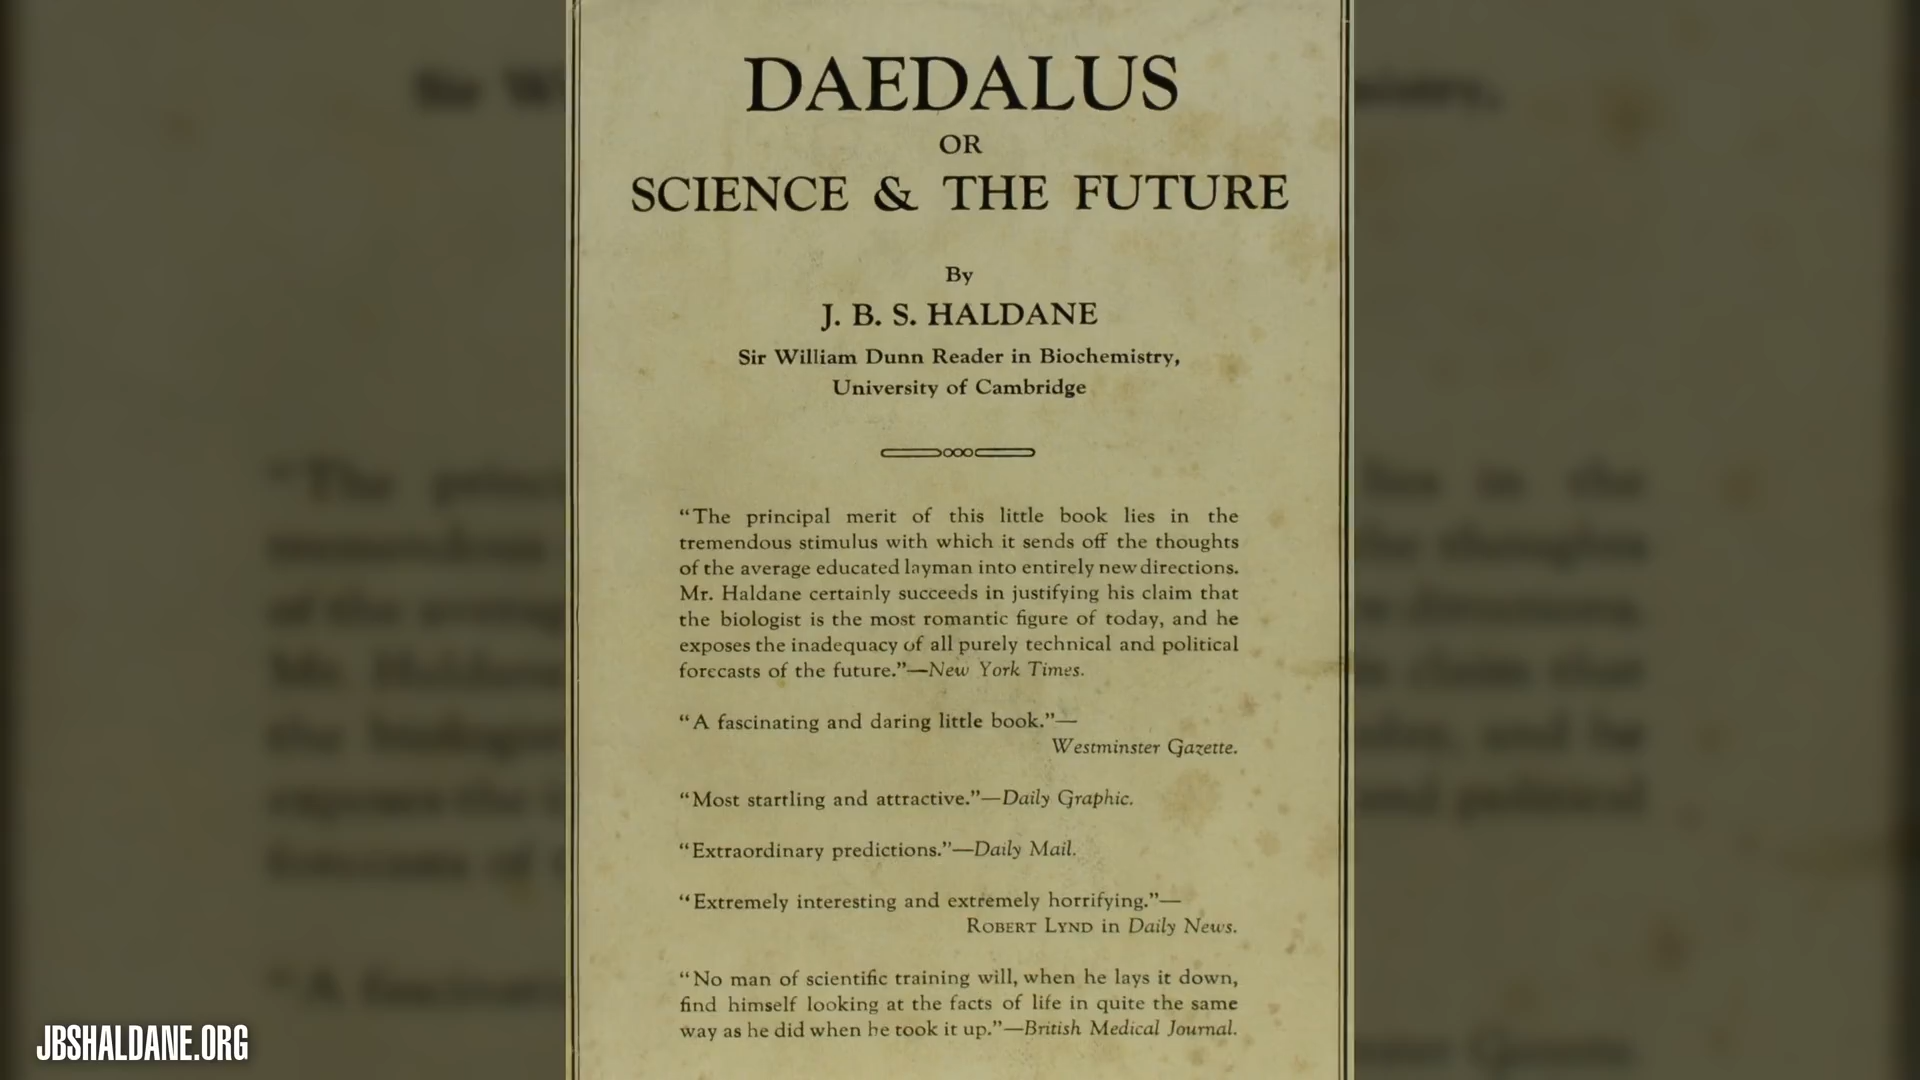 DAEDALUS
OR
SCIENCE & THE FUTURE
By
J. B. S. HALDANE
Sir William Dunn Reader in Biochemistry,
University of Cambridge
“The principal merit of this little book lies in the
tremendous stimulus with which it sends off the thoughts
of the average educated layman into entirely new directions.
Mr. Haldane certainly succeeds in justifying his claim that
the biologist is the most romantic figure of today, and he
exposes the inadequacy of all purely technical and political
forecasts of the future.”—New York Times.
“A fascinating and daring little book.”—
Westminster Gazette.
“Most startling and attractive.”—Daily Graphic.
“Extraordinary predictions.”—Daily Mail.
“Extremely interesting and extremely horrifying.”—
ROBERT LYND in Daily News.
“No man of scientific training will, when he lays it down,
find himself looking at the facts of life in quite the same
way as he did when he took it up.”—British Medical Journal.
JBSHALDANE.ORG